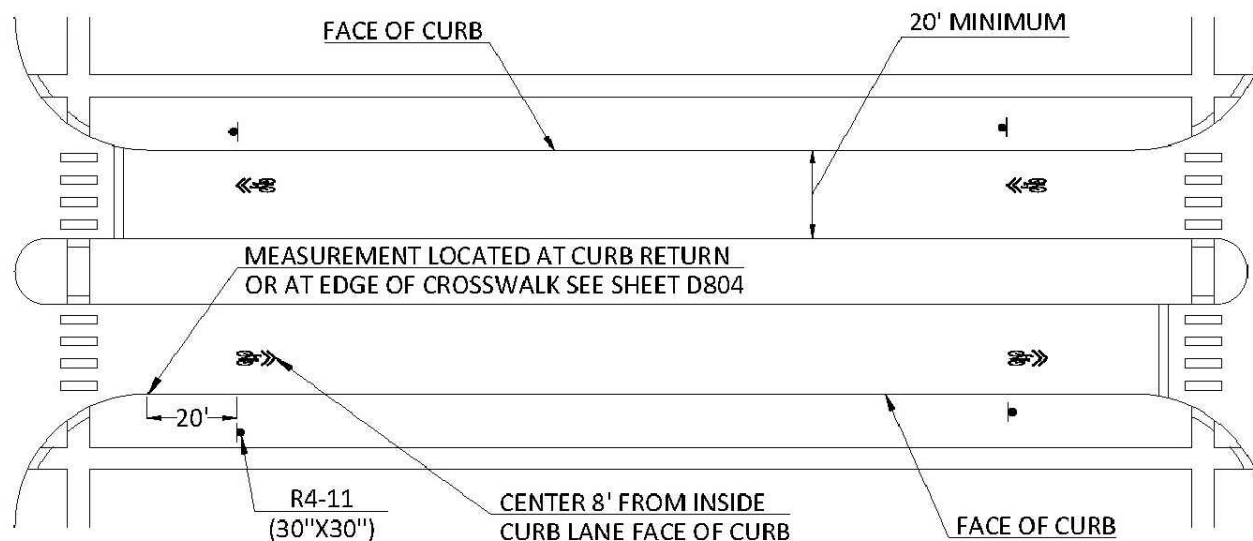 FACE OF CURB
20' MINIMUM
MEASUREMENT LOCATED AT CURB RETURN
OR AT EDGE OF CROSSWALK SEE SHEET D804
20'
R4-11
(30"X30")
CENTER 8' FROM INSIDE
CURB LANE FACE OF CURB
FACE OF CURB